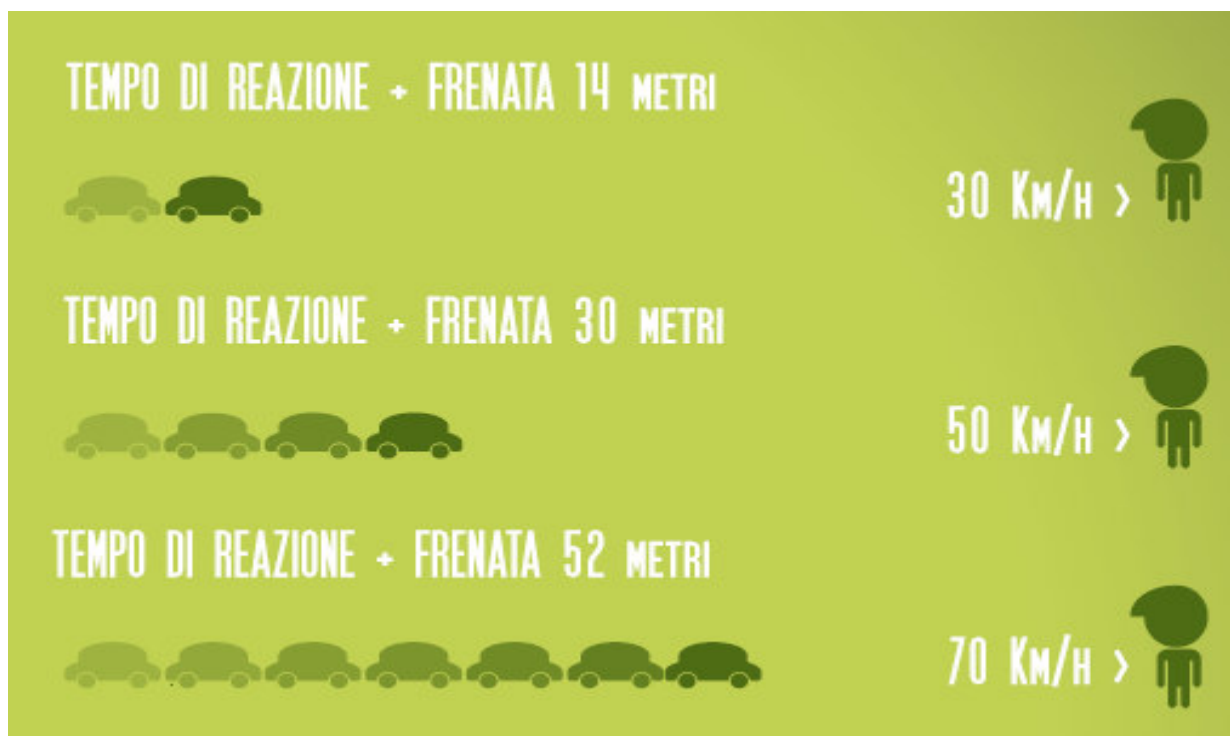 TEMPO DI REAZIONE + FRENATA 14 METRI
30 KM/H >
TEMPO DI REAZIONE + FRENATA 30 METRI
50 KM/H >
TEMPO DI REAZIONE + FRENATA 52 METRI
70 KM/H >